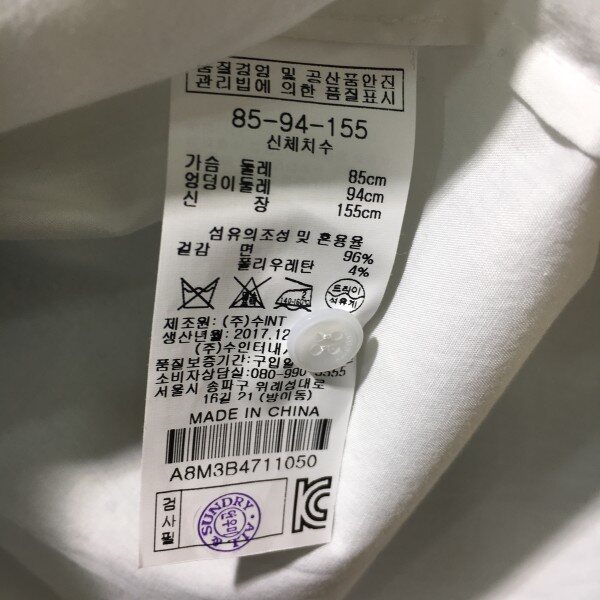 품질경영 및 공산품안전
관리법에 의한 품질표시
85-94-155
신체치수
가슴 둘레 85cm
엉덩이둘레 94cm
신 장 155cm
섬유의조성 및 혼용율
겉감 면 96%
폴리우레탄 4%
드라이
석유계
제조원: (주)수INT
생산년월: 2017.12
(주)수인터내
품질보증기간: 구입일
소비자상담실: 080-990-
서울시 송파구 위례성대로
16길 21 (방이동)
MADE IN CHINA
A8M3B4711050
검사필
SUNDRY